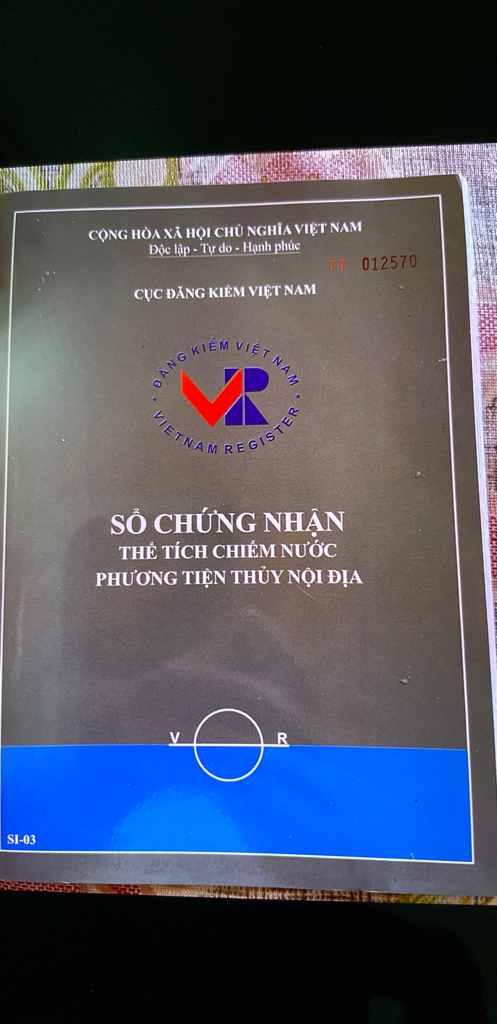 CỘNG HÒA XÃ HỘI CHỦ NGHĨA VIỆT NAM
Độc lập - Tự do - Hạnh phúc
TT 012570
CỤC ĐĂNG KIỂM VIỆT NAM
ĐĂNG KIỂM VIỆT NAM
VR
VIETNAM REGISTER
SỔ CHỨNG NHẬN
THỂ TÍCH CHIẾM NƯỚC
PHƯƠNG TIỆN THỦY NỘI ĐỊA
V R
SI-03